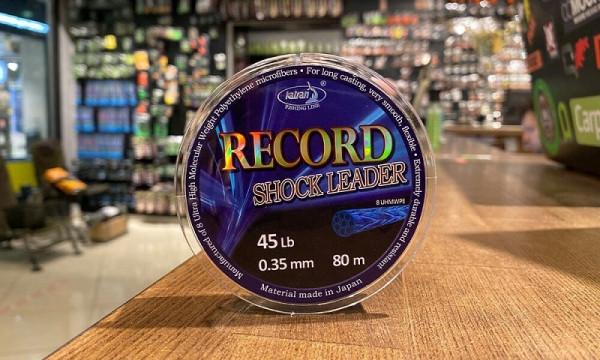 Manufactured of 8 Ultra High Molecular Weight Polyethylene microfibers • For long casting, very smooth, flexible • Extremely durable and resistant
katran
FISHING LINE
RECORD
SHOCK LEADER
8 UHMWPE
45 Lb
0.35 mm 80 m
Material made in Japan
Carp